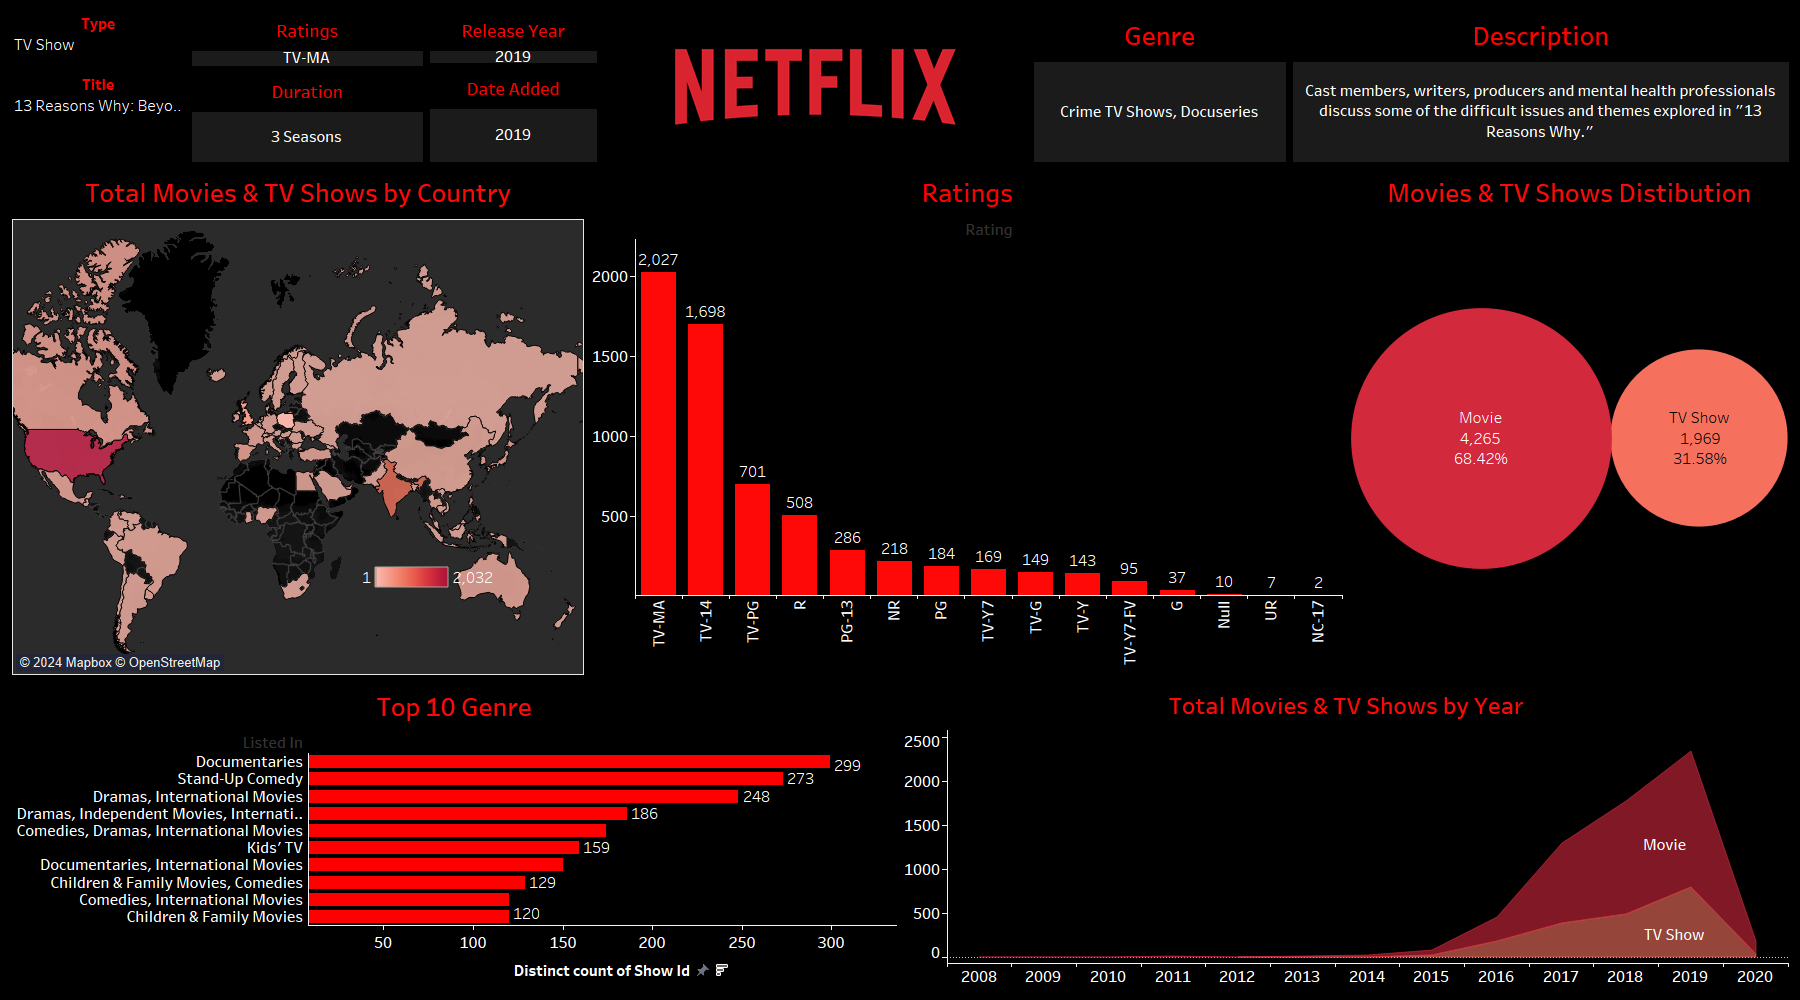 Type
TV Show
Title
13 Reasons Why: Beyo..
Ratings
TV-MA
Duration
3 Seasons
Release Year
2019
Date Added
2019
NETFLIX
Genre
Crime TV Shows, Docuseries
Description
Cast members, writers, producers and mental health professionals
discuss some of the difficult issues and themes explored in "13
Reasons Why."
Total Movies & TV Shows by Country
1
2,032
© 2024 Mapbox © OpenStreetMap
Ratings
Rating
2000
1500
1000
500
2,027
1,698
701
508
286
218
184
169
149
143
95
37
10
7
2
TV-MA
TV-14
TV-PG
R
PG-13
NR
PG
TV-Y7
TV-G
TV-Y
TV-Y7-FV
G
Null
UR
NC-17
Movies & TV Shows Distibution
Movie
4,265
68.42%
TV Show
1,969
31.58%
Top 10 Genre
Listed In
Documentaries
299
Stand-Up Comedy
273
Dramas, International Movies
248
Dramas, Independent Movies, Internati..
186
Comedies, Dramas, International Movies
Kids' TV
159
Documentaries, International Movies
Children & Family Movies, Comedies
129
Comedies, International Movies
Children & Family Movies
120
50 100 150 200 250 300
Distinct count of Show Id
Total Movies & TV Shows by Year
2500
2000
1500
1000
500
0
Movie
TV Show
2008 2009 2010 2011 2012 2013 2014 2015 2016 2017 2018 2019 2020